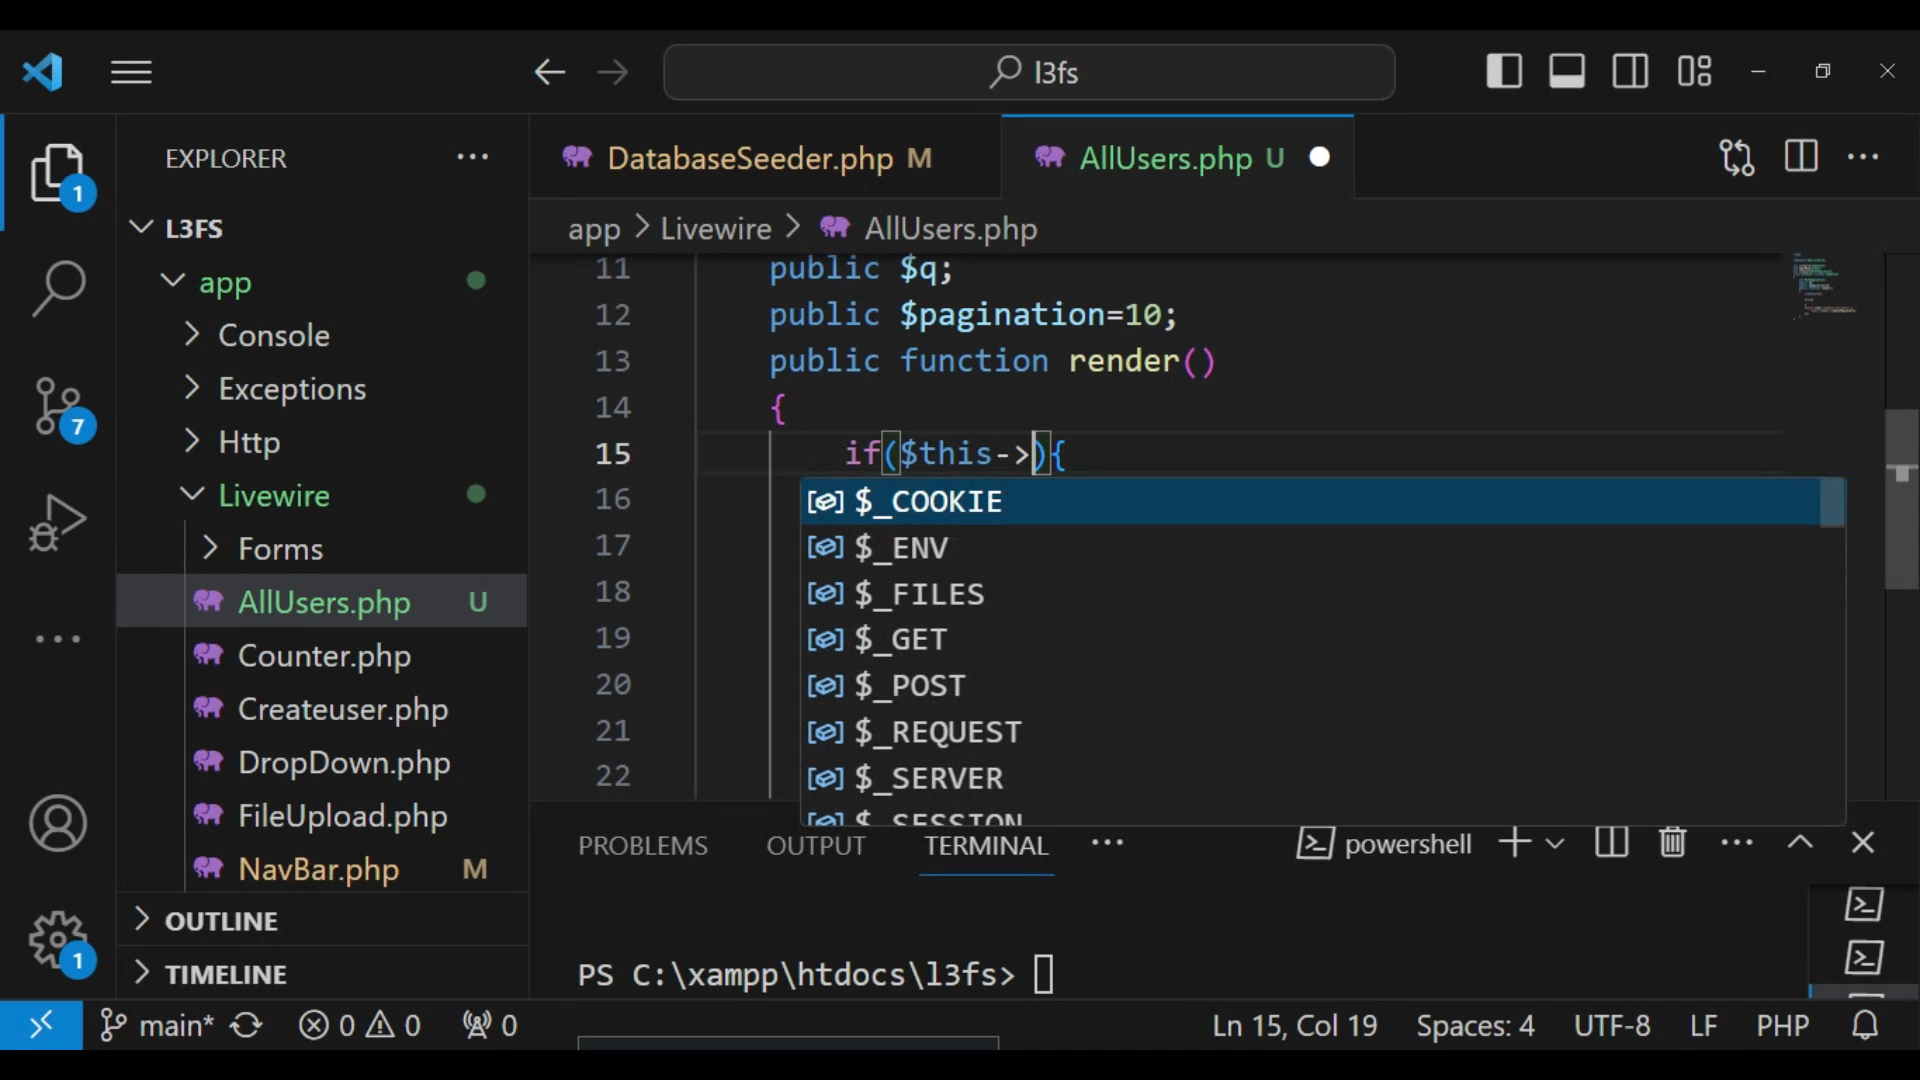 l3fs
EXPLORER
DatabaseSeeder.php M
AllUsers.php U
L3FS
app > Livewire > AllUsers.php
app
Console
Exceptions
Http
Livewire
Forms
AllUsers.php U
Counter.php
Createuser.php
DropDown.php
FileUpload.php
NavBar.php M
OUTLINE
TIMELINE
1
7
1
11 public $q;
12 public $pagination=10;
13 public function render()
14 {
15 if($this->){
16
17
18
19
20
21
22
$_COOKIE
$_ENV
$_FILES
$_GET
$_POST
$_REQUEST
$_SERVER
$_SESSION
PROBLEMS OUTPUT TERMINAL powershell
PS C:\xampp\htdocs\l3fs>
main* 0 0 0 Ln 15, Col 19 Spaces: 4 UTF-8 LF PHP